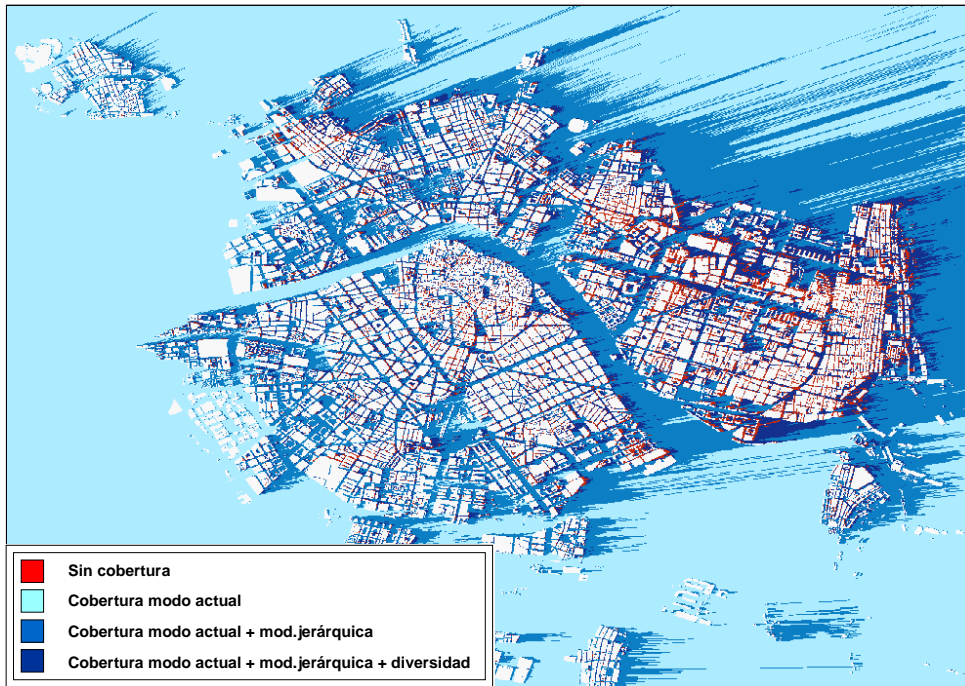 Sin cobertura
Cobertura modo actual
Cobertura modo actual + mod.jerárquica
Cobertura modo actual + mod.jerárquica + diversidad